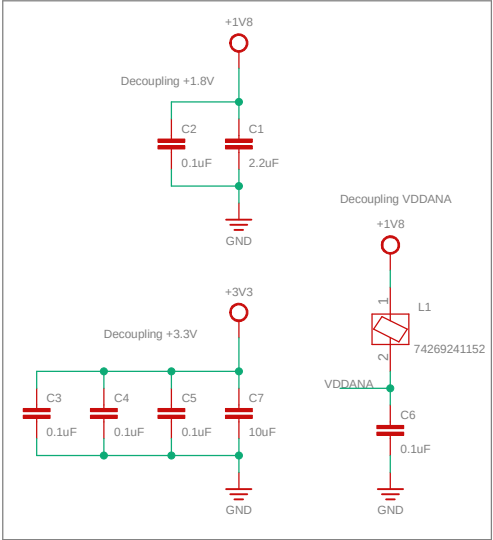 +1V8
Decoupling +1.8V
C2
C1
0.1uF
2.2uF
GND
Decoupling VDDANA
+1V8
1
L1
74269241152
2
VDDANA
C6
0.1uF
GND
+3V3
Decoupling +3.3V
C3
C4
C5
C7
0.1uF
0.1uF
0.1uF
10uF
GND